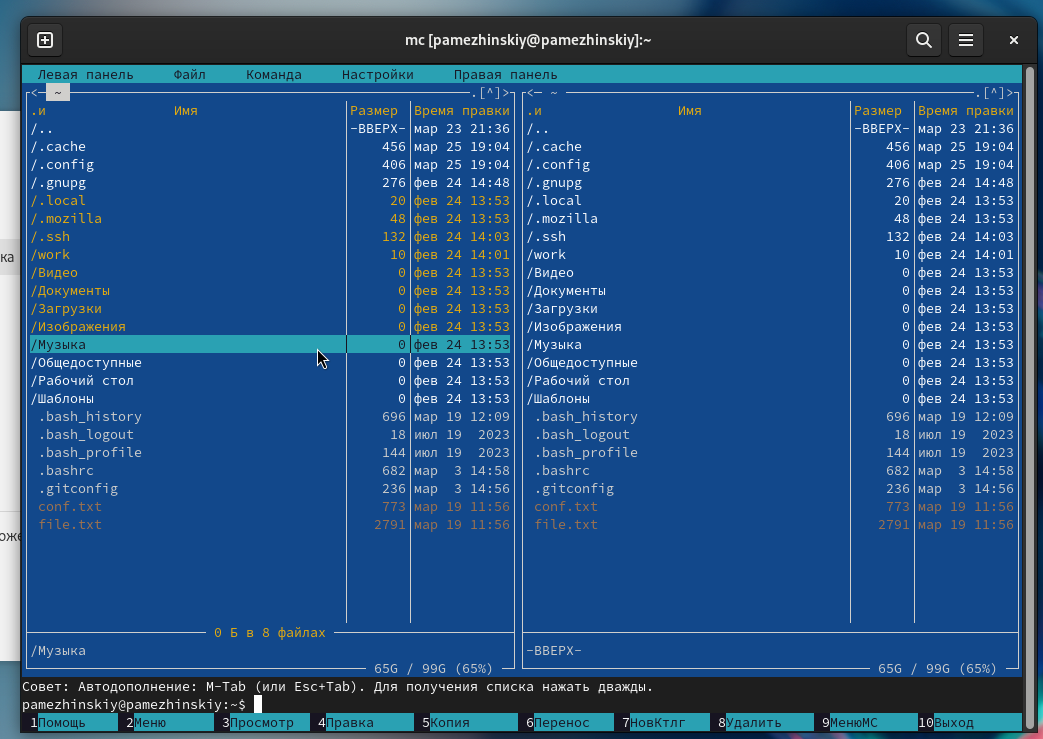 mc [pamezhinskiy@pamezhinskiy]:~
Левая панель Файл Команда Настройки Правая панель
<─ ~ .[^]> <─ ~ .[^]>
.и Имя Размер Время правки .и Имя Размер Время правки
/.. -ВВЕРХ- мар 23 21:36 /.. -ВВЕРХ- мар 23 21:36
/.cache 456 мар 25 19:04 /.cache 456 мар 25 19:04
/.config 406 мар 25 19:04 /.config 406 мар 25 19:04
/.gnupg 276 фев 24 14:48 /.gnupg 276 фев 24 14:48
/.local 20 фев 24 13:53 /.local 20 фев 24 13:53
/.mozilla 48 фев 24 13:53 /.mozilla 48 фев 24 13:53
/.ssh 132 фев 24 14:03 /.ssh 132 фев 24 14:03
/work 10 фев 24 14:01 /work 10 фев 24 14:01
/Видео 0 фев 24 13:53 /Видео 0 фев 24 13:53
/Документы 0 фев 24 13:53 /Документы 0 фев 24 13:53
/Загрузки 0 фев 24 13:53 /Загрузки 0 фев 24 13:53
/Изображения 0 фев 24 13:53 /Изображения 0 фев 24 13:53
/Музыка 0 фев 24 13:53 /Музыка 0 фев 24 13:53
/Общедоступные 0 фев 24 13:53 /Общедоступные 0 фев 24 13:53
/Рабочий стол 0 фев 24 13:53 /Рабочий стол 0 фев 24 13:53
/Шаблоны 0 фев 24 13:53 /Шаблоны 0 фев 24 13:53
.bash_history 696 мар 19 12:09 .bash_history 696 мар 19 12:09
.bash_logout 18 июл 19 2023 .bash_logout 18 июл 19 2023
.bash_profile 144 июл 19 2023 .bash_profile 144 июл 19 2023
.bashrc 682 мар 3 14:58 .bashrc 682 мар 3 14:58
.gitconfig 236 мар 3 14:56 .gitconfig 236 мар 3 14:56
conf.txt 773 мар 19 11:56 conf.txt 773 мар 19 11:56
file.txt 2791 мар 19 11:56 file.txt 2791 мар 19 11:56
0 Б в 8 файлах
/Музыка -ВВЕРХ-
65G / 99G (65%) 65G / 99G (65%)
Совет: Автодополнение: M-Tab (или Esc+Tab). Для получения списка нажать дважды.
pamezhinskiy@pamezhinskiy:~$
1Помощь 2Меню 3Просмотр 4Правка 5Копия 6Перенос 7НовКтлг 8Удалить 9МенюМС 10Выход
ка